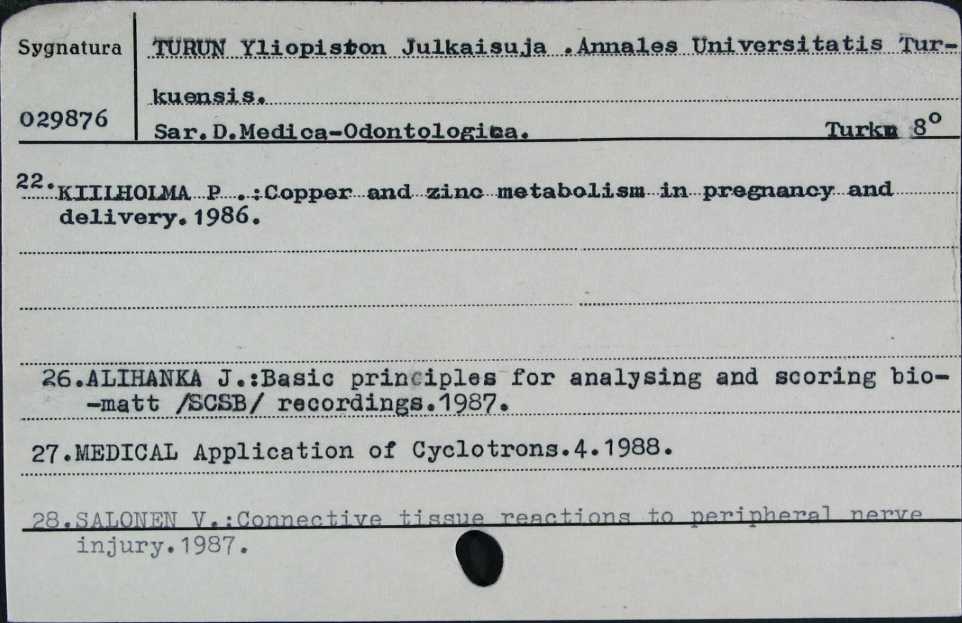 Sygnatura
TURUN Yliopiston Julkaisuja .Annales Universitatis Tur-
kuensis.
029876
Sar.D.Medica-Odontologica. Turku 8°
22.KIILHOLMA P .:Copper and zinc metabolism in pregnancy and
delivery.1986.
26.ALIHANKA J.:Basic principles for analysing and scoring bio-
-matt /SCSB/ recordings.1987.
27.MEDICAL Application of Cyclotrons.4.1988.
28.SALONEN V.:Connective tissue reactions to peripheral nerve
injury.1987.